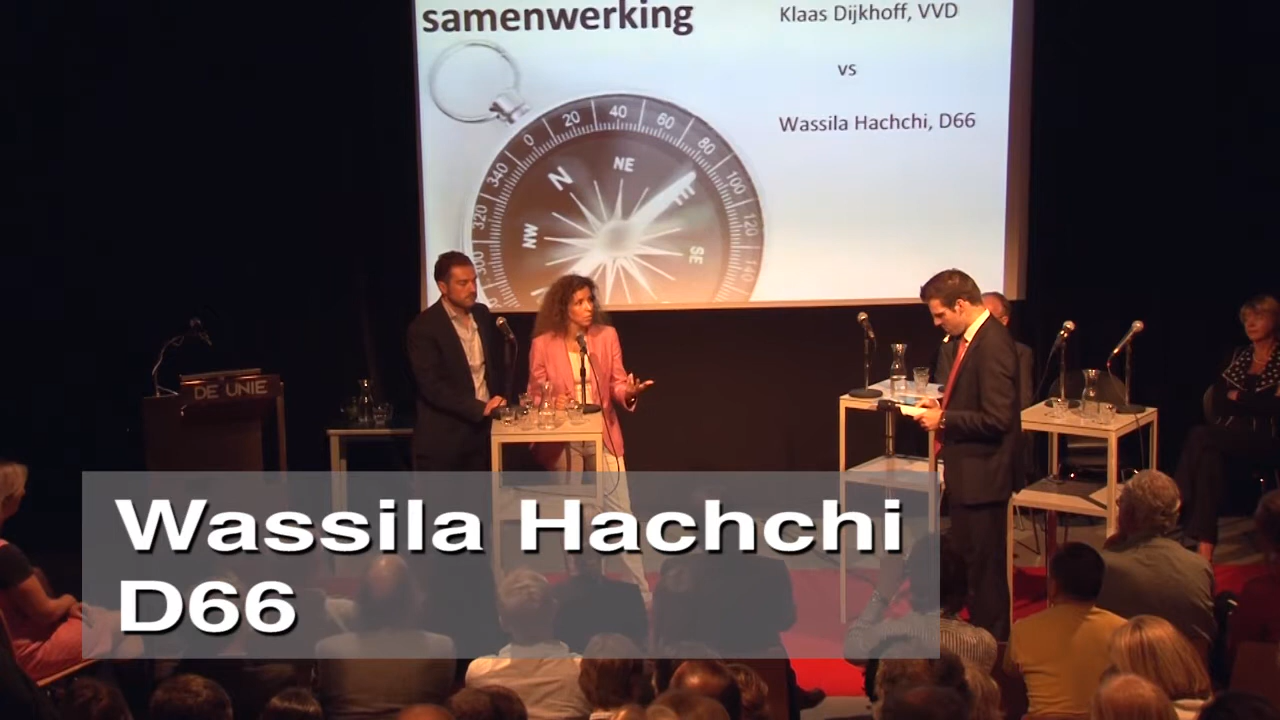 samenwerking
Klaas Dijkhoff, VVD
vs
Wassila Hachchi, D66
0 20 40 60 80 100 120 140
340 320 300
N NE E SE
NW
DE UNIE
Wassila Hachchi
D66